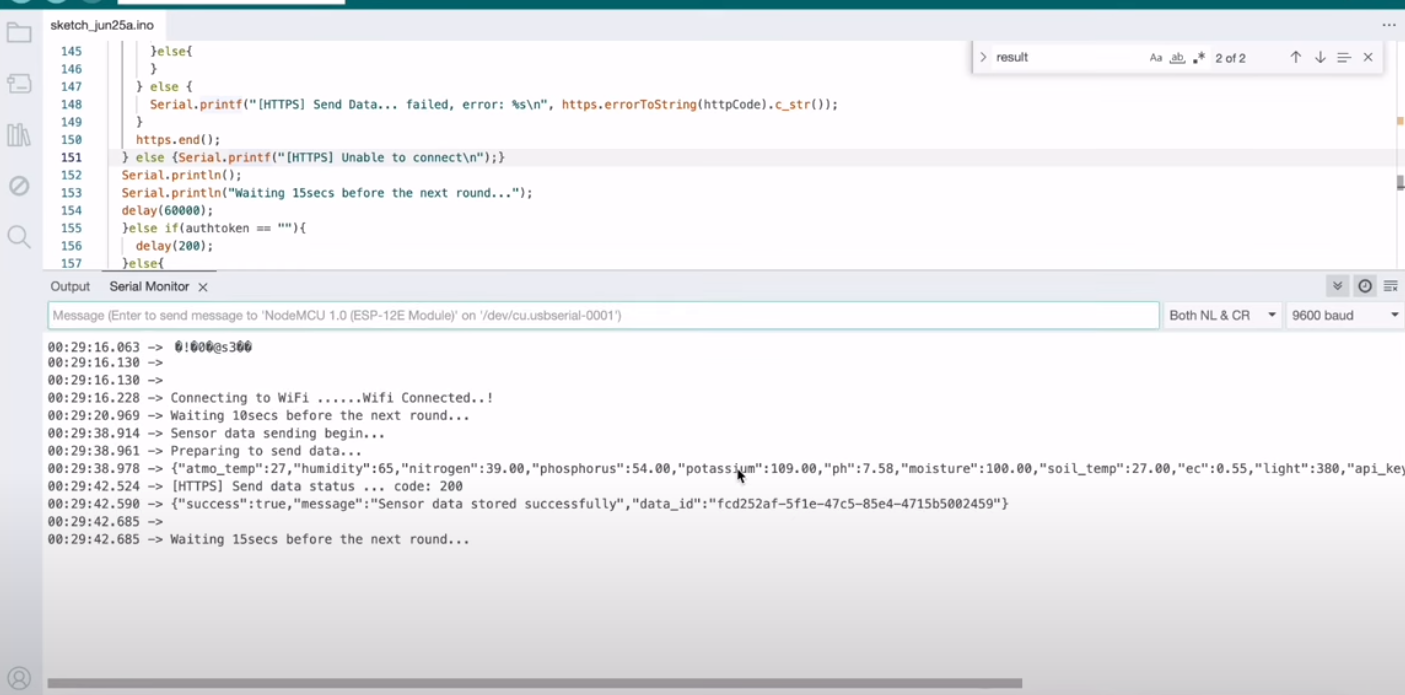 sketch_jun25a.ino
...
result
Aa ab .* 2 of 2
145 }else{
146 }
147 } else {
148 Serial.printf("[HTTPS] Send Data... failed, error: %s\n", https.errorToString(httpCode).c_str());
149 }
150 https.end();
151 } else {Serial.printf("[HTTPS] Unable to connect\n");}
152 Serial.println();
153 Serial.println("Waiting 15secs before the next round...");
154 delay(60000);
155 }else if(authtoken == ""){
156 delay(200);
157 }else{
Output Serial Monitor
Message (Enter to send message to 'NodeMCU 1.0 (ESP-12E Module)' on '/dev/cu.usbserial-0001')
Both NL & CR 9600 baud
00:29:16.063 -> �!�0�@s3��
00:29:16.130 ->
00:29:16.130 ->
00:29:16.228 -> Connecting to WiFi ......Wifi Connected..!
00:29:20.969 -> Waiting 10secs before the next round...
00:29:38.914 -> Sensor data sending begin...
00:29:38.961 -> Preparing to send data...
00:29:38.978 -> {"atmo_temp":27,"humidity":65,"nitrogen":39.00,"phosphorus":54.00,"potassium":109.00,"ph":7.58,"moisture":100.00,"soil_temp":27.00,"ec":0.55,"light":380,"api_key
00:29:42.524 -> [HTTPS] Send data status ... code: 200
00:29:42.590 -> {"success":true,"message":"Sensor data stored successfully","data_id":"fcd252af-5f1e-47c5-85e4-4715b5002459"}
00:29:42.685 ->
00:29:42.685 -> Waiting 15secs before the next round...